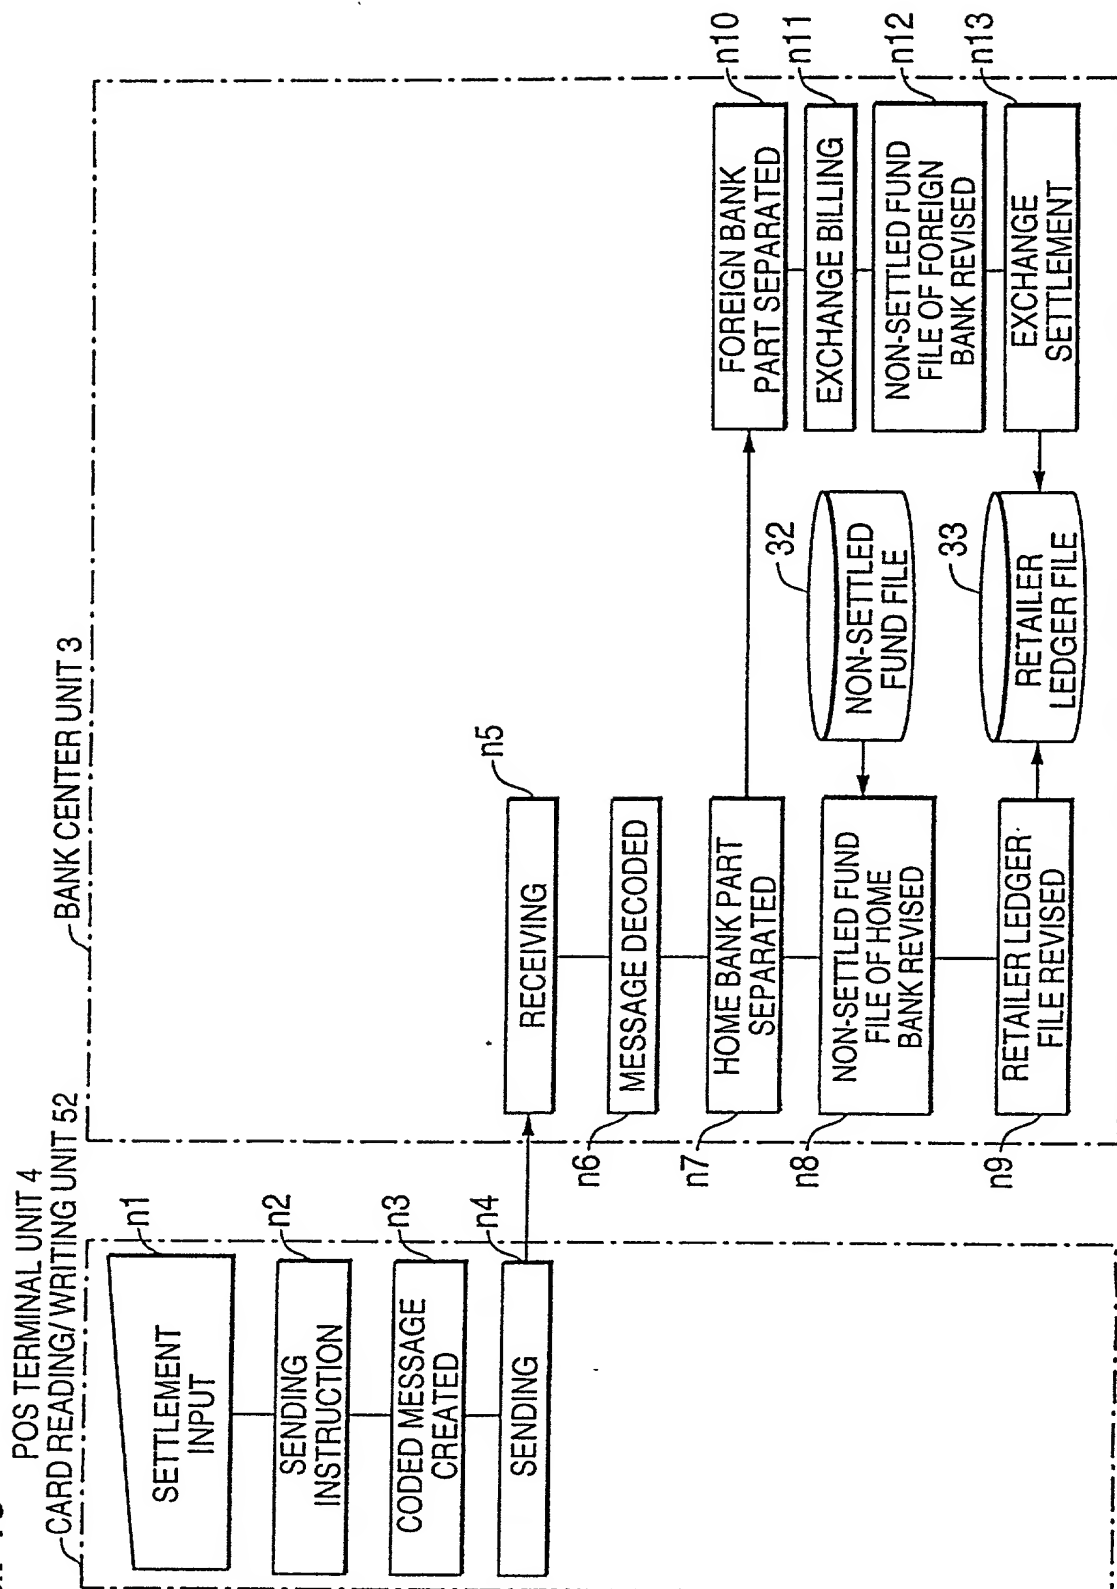 POS TERMINAL UNIT 4
CARD READING/WRITING UNIT 52
n1
SETTLEMENT
INPUT
n2
SENDING
INSTRUCTION
n3
CODED MESSAGE
CREATED
n4
SENDING
BANK CENTER UNIT 3
n5
RECEIVING
n6
MESSAGE DECODED
n7
HOME BANK PART
SEPARATED
n8
NON-SETTLED FUND
FILE OF HOME
BANK REVISED
n9
RETAILER LEDGER
FILE REVISED
32
NON-SETTLED
FUND FILE
33
RETAILER
LEDGER FILE
n10
FOREIGN BANK
PART SEPARATED
n11
EXCHANGE BILLING
n12
NON-SETTLED FUND
FILE OF FOREIGN
BANK REVISED
n13
EXCHANGE
SETTLEMENT